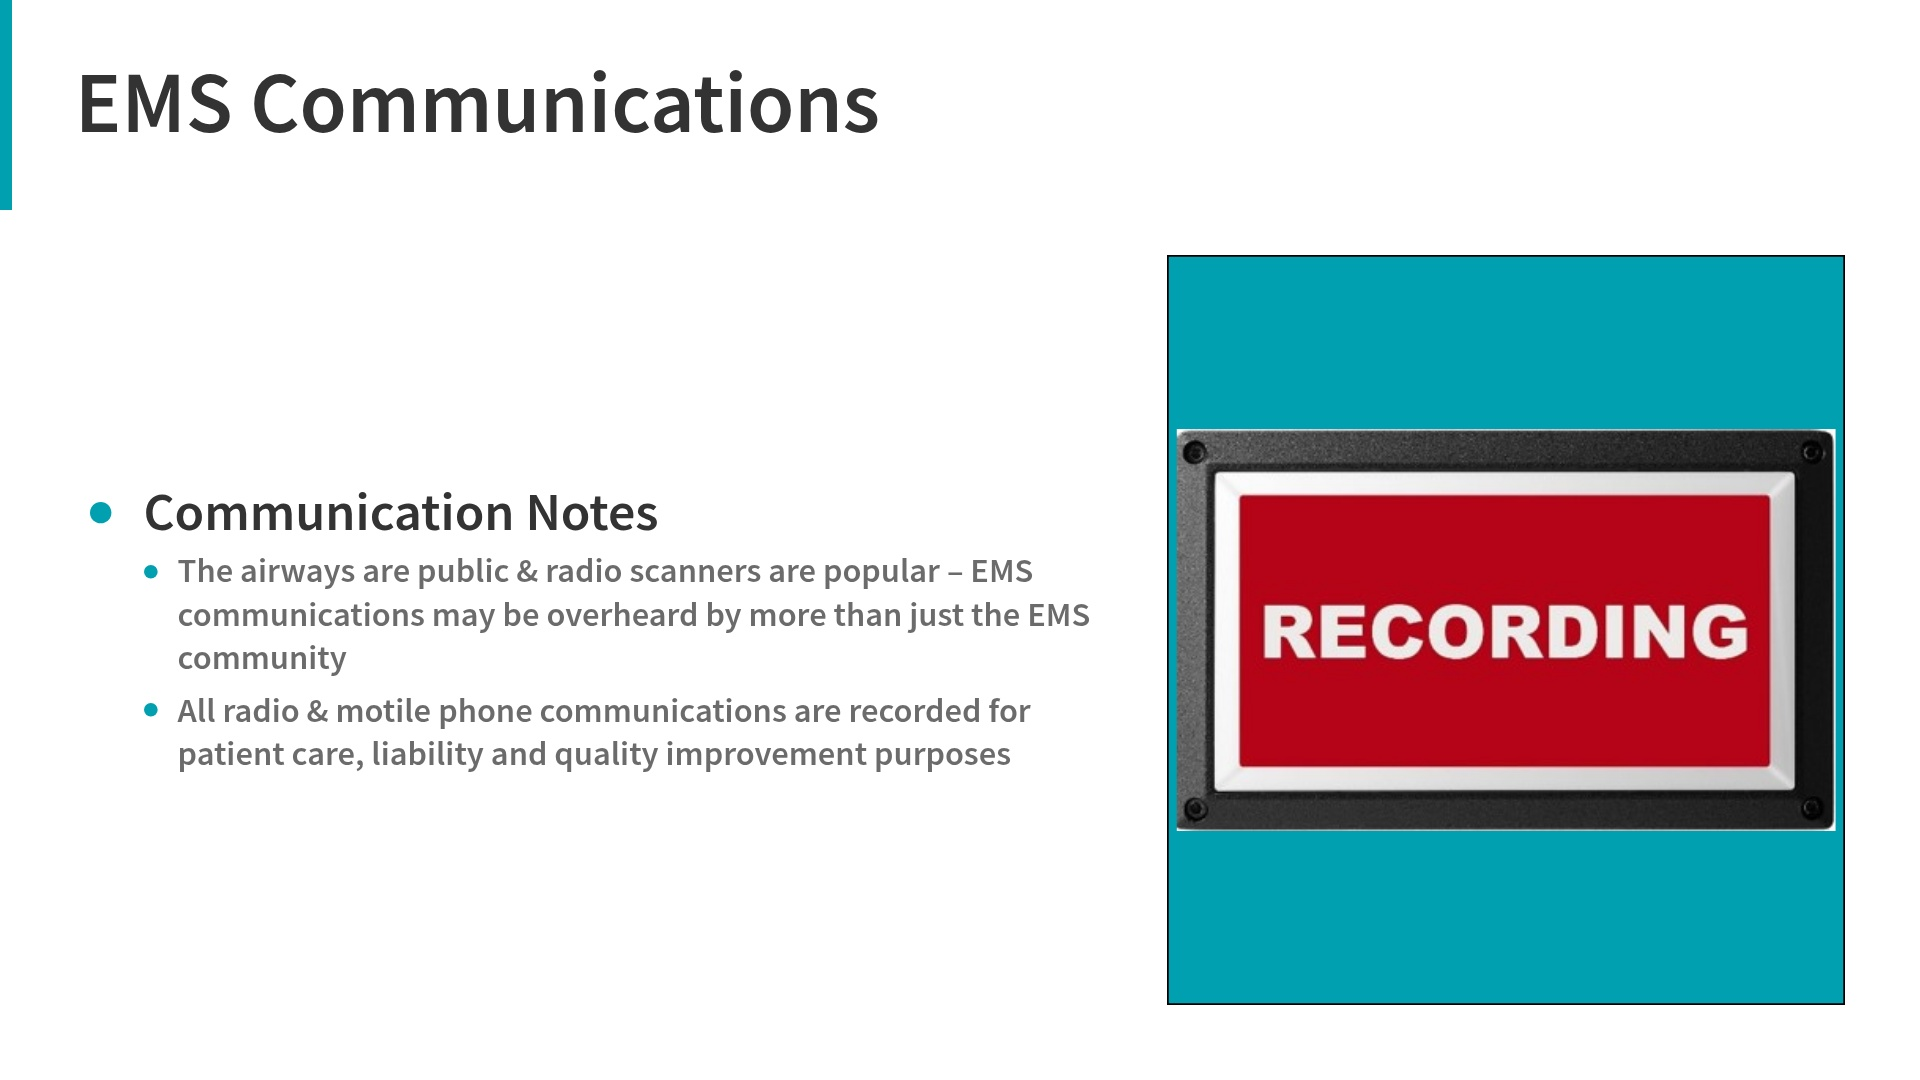 EMS Communications
Communication Notes
The airways are public & radio scanners are popular – EMS
communications may be overheard by more than just the EMS
community
All radio & motile phone communications are recorded for
patient care, liability and quality improvement purposes
RECORDING